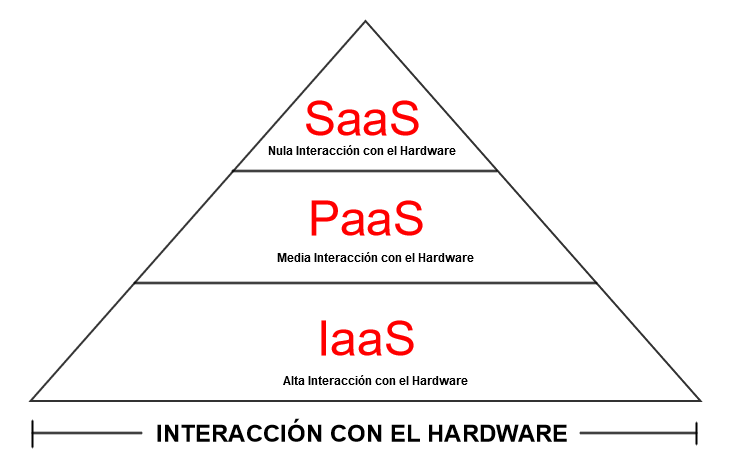 SaaS
Nula Interacción con el Hardware
PaaS
Media Interacción con el Hardware
IaaS
Alta Interacción con el Hardware
INTERACCIÓN CON EL HARDWARE